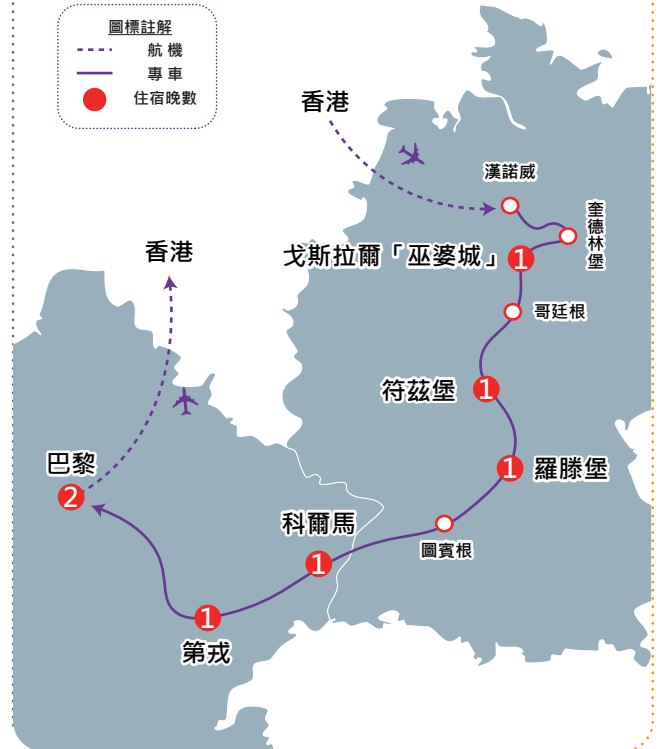 圖標註解
航 機
專 車
住宿晚數
香港
漢諾威
奎德林堡
戈斯拉爾「巫婆城」
1
哥廷根
香港
符茲堡
1
巴黎
2
1
羅滕堡
科爾馬
1
圖賓根
1
第戎